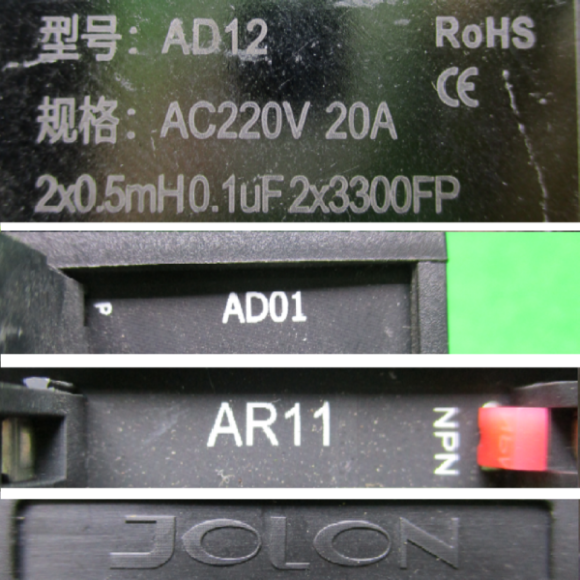 型号: AD12 RoHS
CE
规格: AC220V 20A
2x0.5mH 0.1uF 2x3300FP
P AD01
AR11 NPN
JOLON